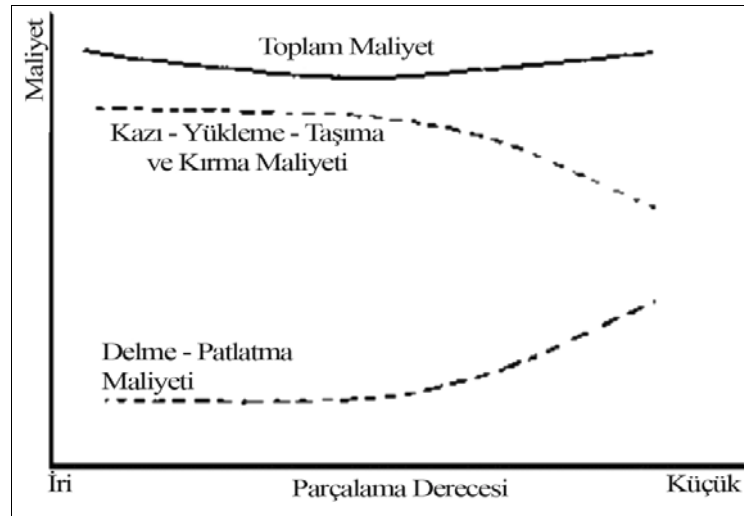 Maliyet
Toplam Maliyet
Kazı - Yükleme - Taşıma
ve Kırma Maliyeti
Delme - Patlatma
Maliyeti
İri
Parçalama Derecesi
Küçük